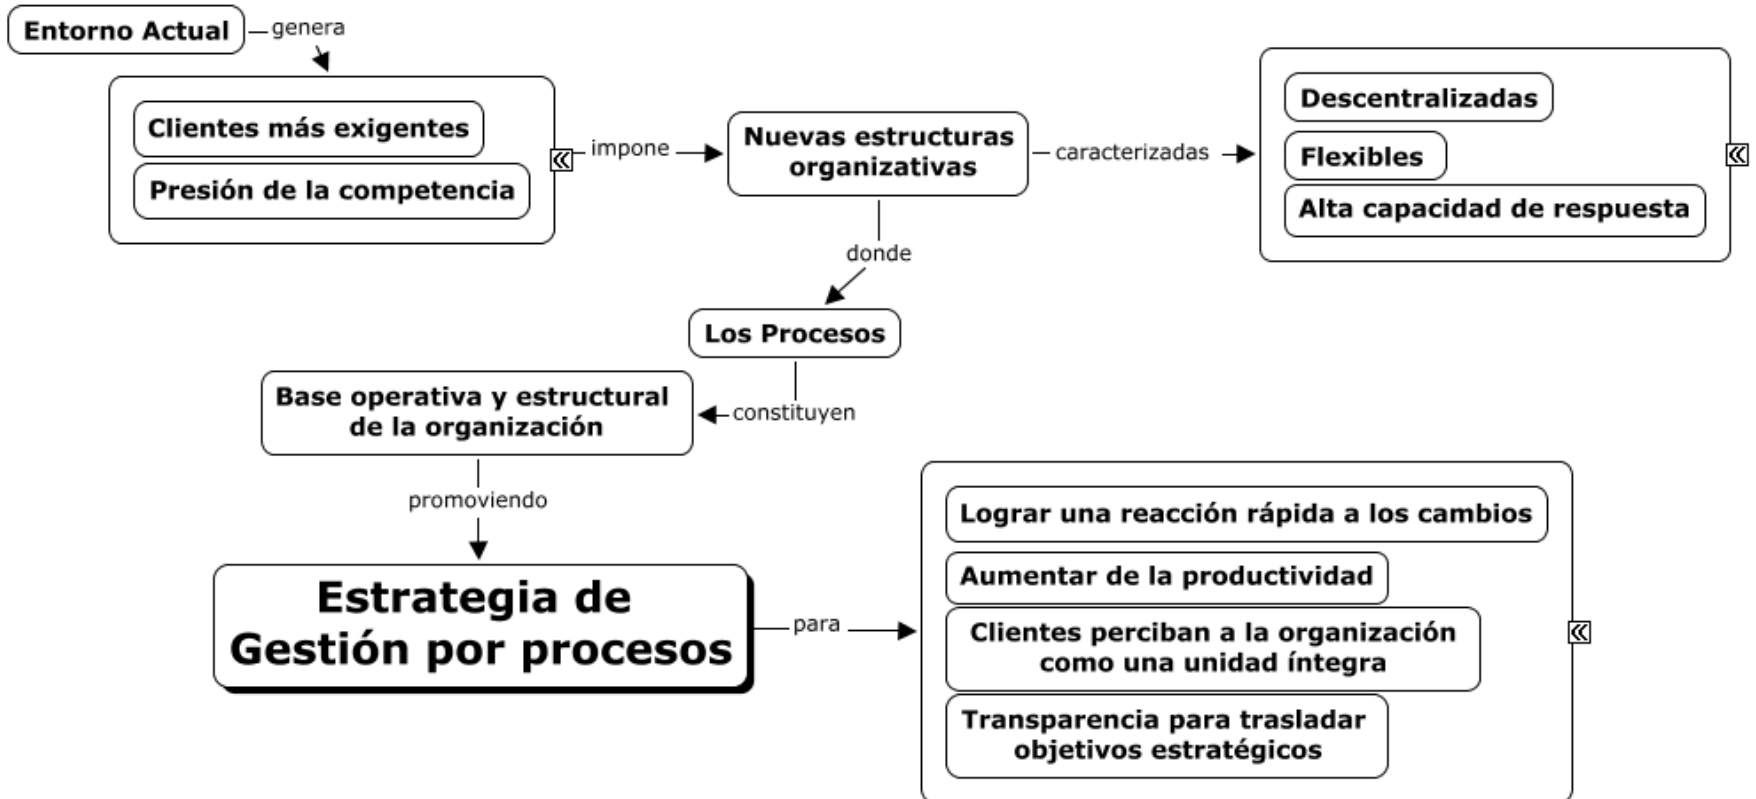 Entorno Actual
genera
Clientes más exigentes
Presión de la competencia
impone
Nuevas estructuras
organizativas
caracterizadas
Descentralizadas
Flexibles
Alta capacidad de respuesta
donde
Los Procesos
constituyen
Base operativa y estructural
de la organización
promoviendo
Estrategia de
Gestión por procesos
para
Lograr una reacción rápida a los cambios
Aumentar de la productividad
Clientes perciban a la organización
como una unidad íntegra
Transparencia para trasladar
objetivos estratégicos